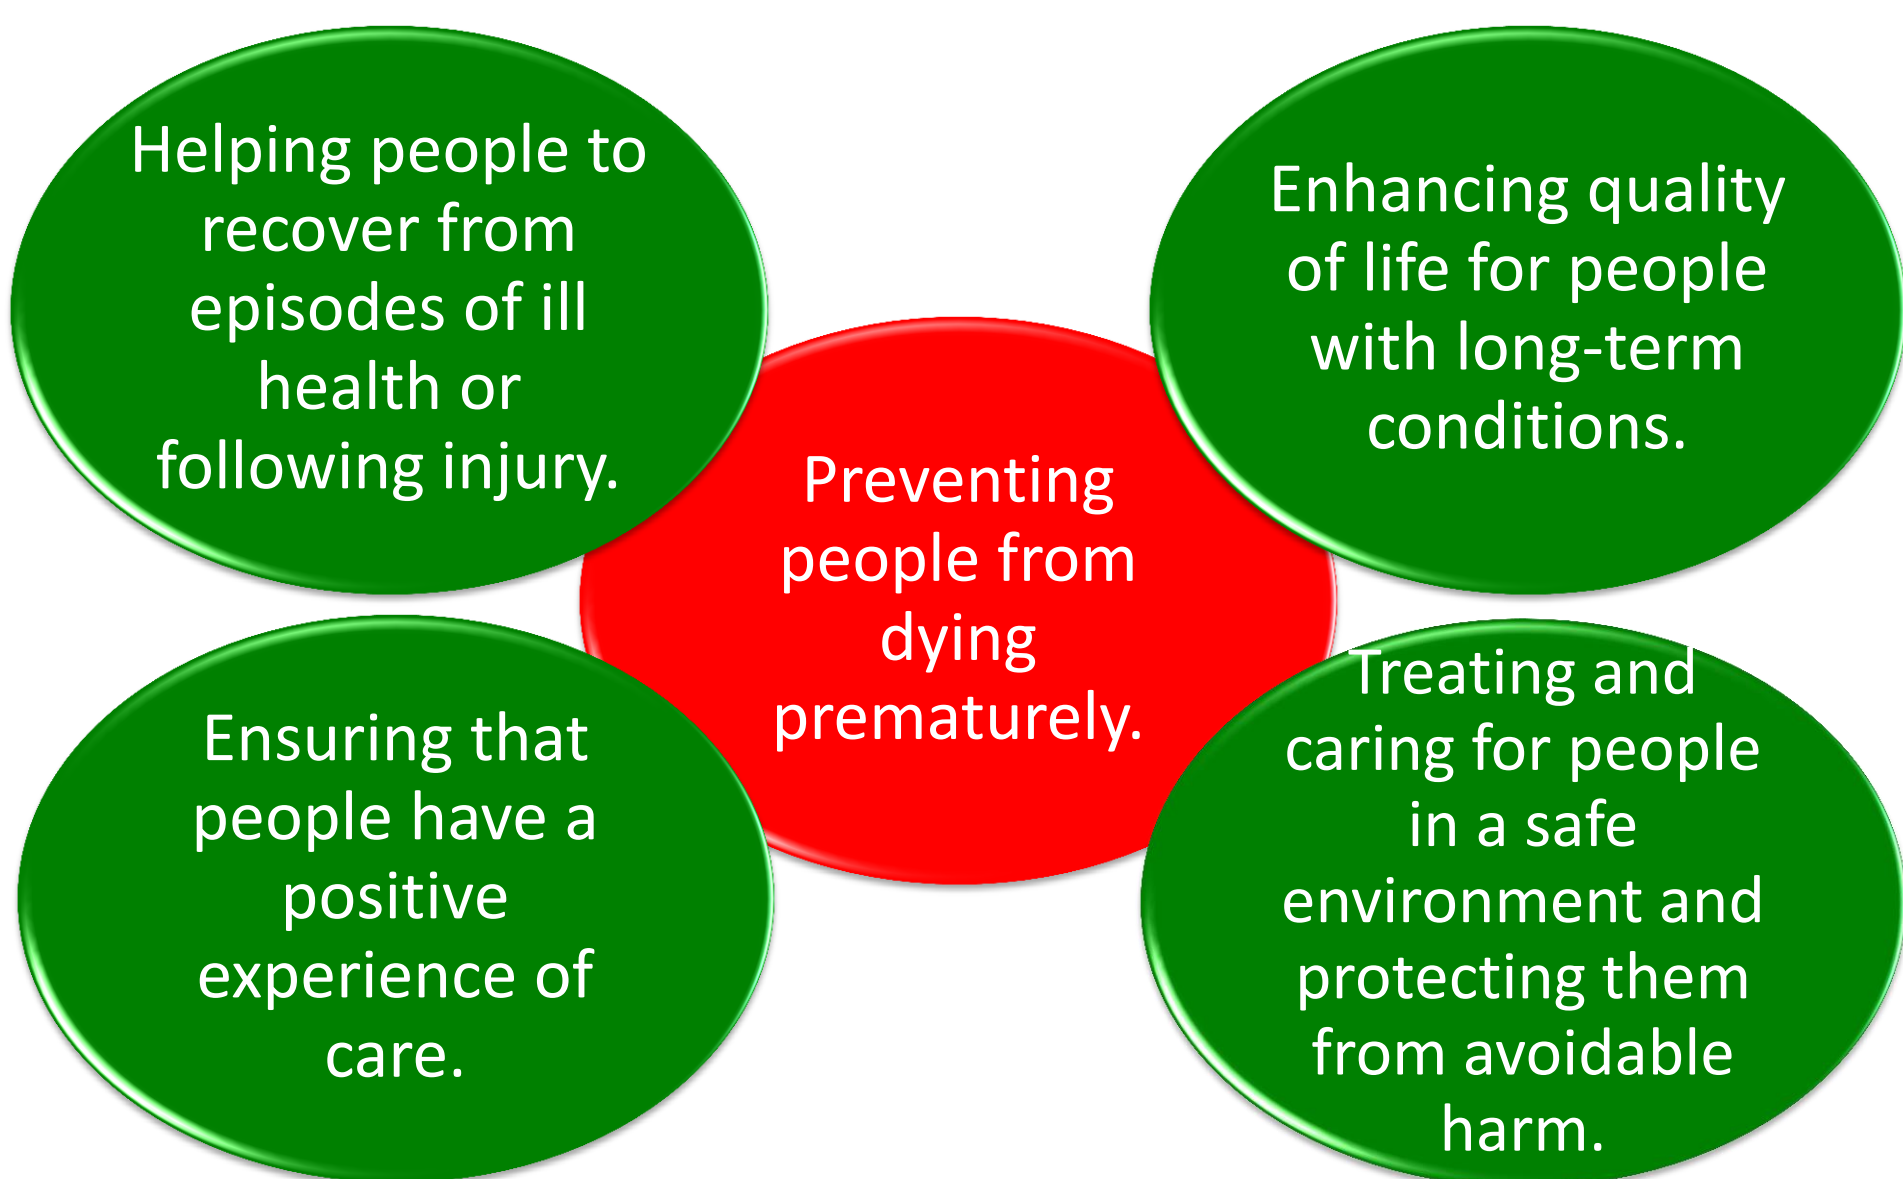 Helping people to
recover from
episodes of ill
health or
following injury.
Enhancing quality
of life for people
with long-term
conditions.
Preventing
people from
dying
prematurely.
Ensuring that
people have a
positive
experience of
care.
Treating and
caring for people
in a safe
environment and
protecting them
from avoidable
harm.